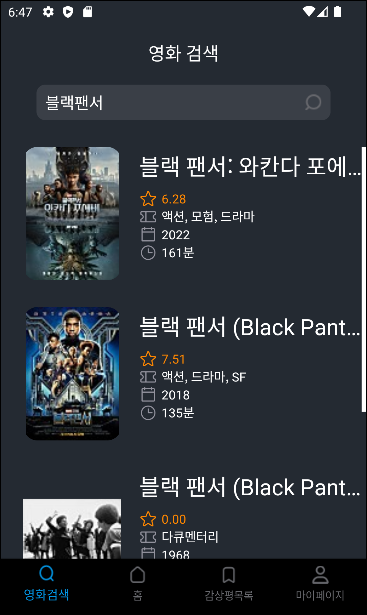 6:47
영화 검색
블랙팬서
블랙 팬서: 와칸다 포에...
6.28
액션, 모험, 드라마
2022
161분
블랙 팬서 (Black Pant...
7.51
액션, 드라마, SF
2018
135분
블랙 팬서 (Black Pant...
0.00
다큐멘터리
1968
영화검색
홈
감상평목록
마이페이지